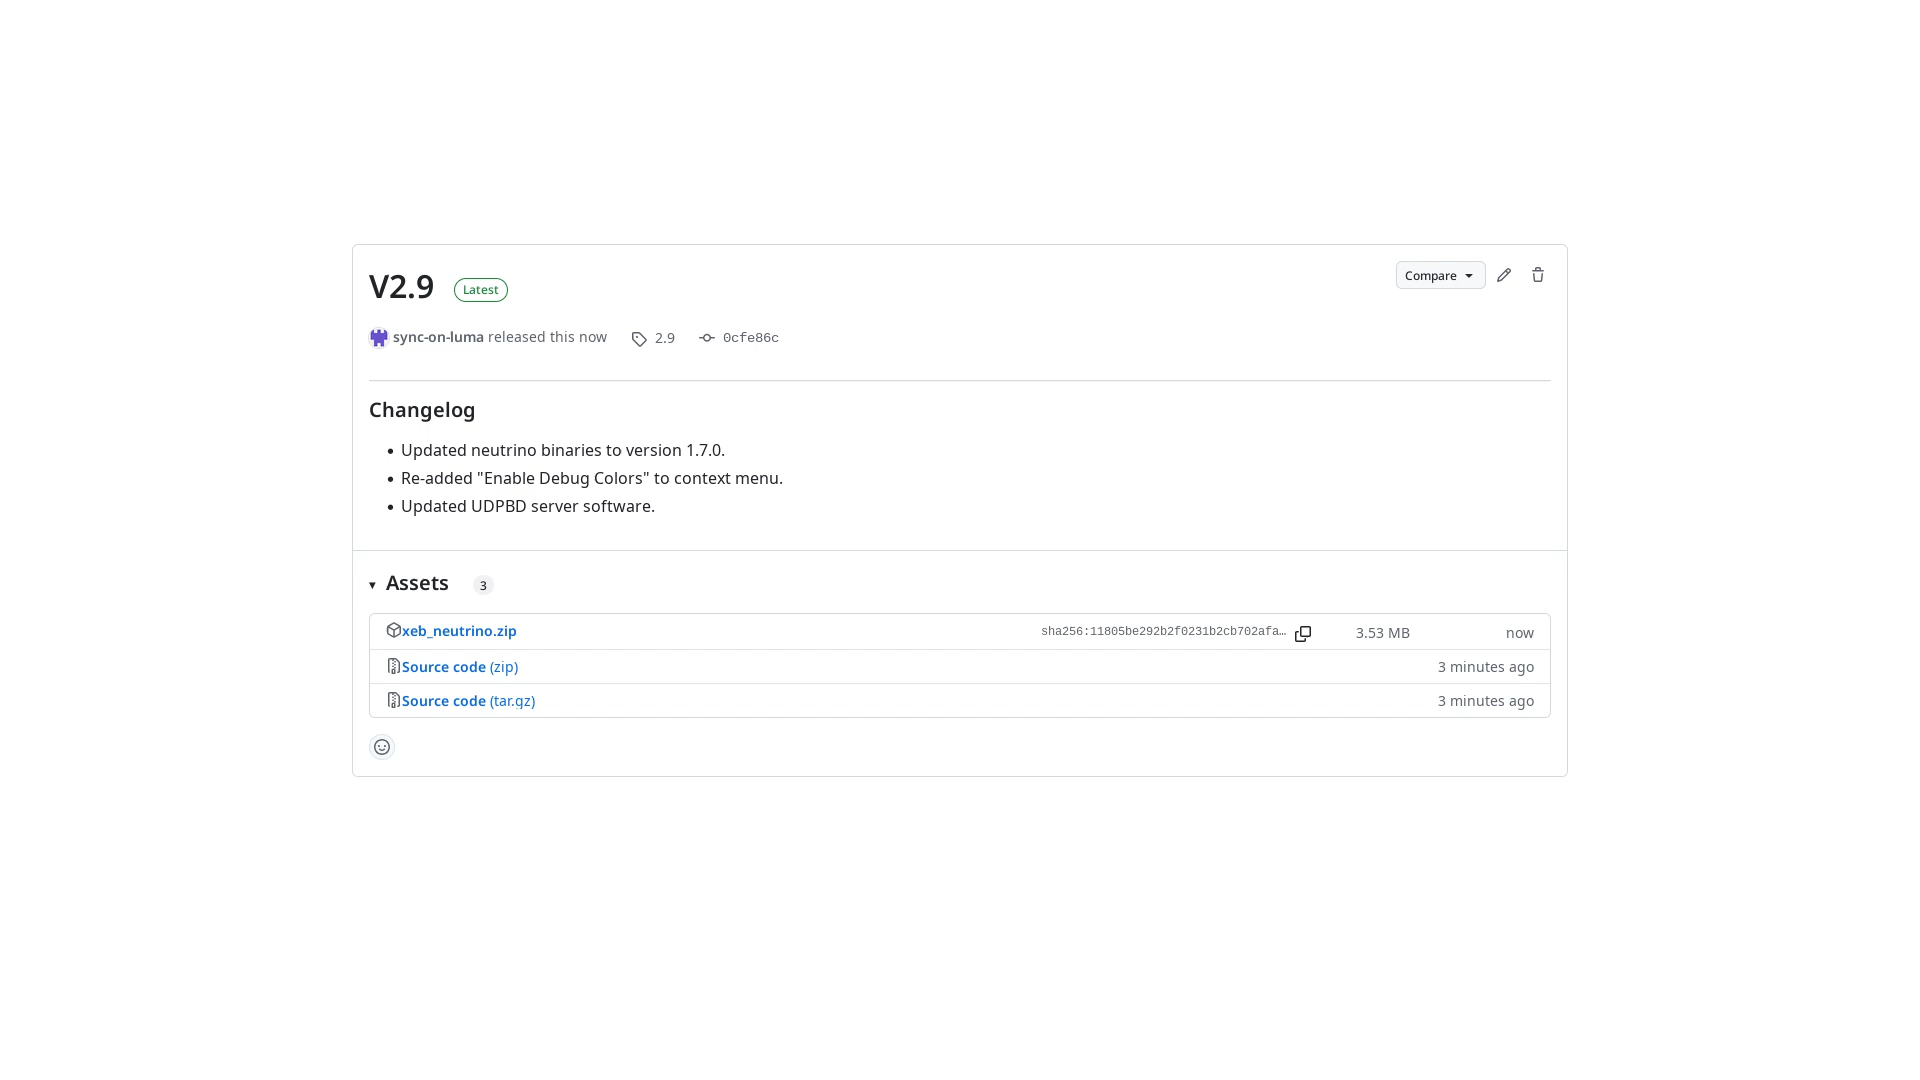 V2.9 Latest Compare
sync-on-luma released this now 2.9 0cfe86c
Changelog
• Updated neutrino binaries to version 1.7.0.
• Re-added "Enable Debug Colors" to context menu.
• Updated UDPBD server software.
Assets 3
xeb_neutrino.zip sha256:11805be292b2f0231b2cb702afa… 3.53 MB now
Source code (zip) 3 minutes ago
Source code (tar.gz) 3 minutes ago